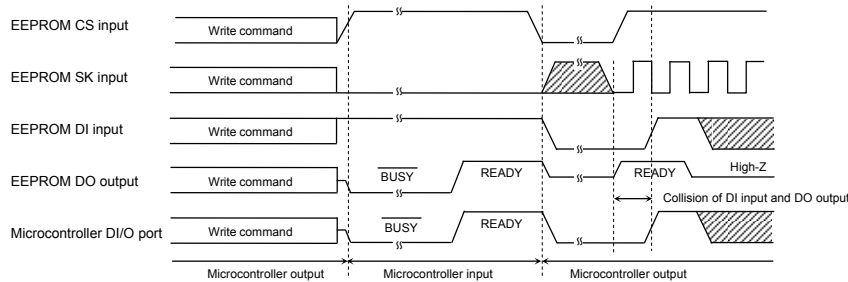 EEPROM CS input
Write command
EEPROM SK input
Write command
EEPROM DI input
Write command
EEPROM DO output
Write command
BUSY
READY
READY
High-Z
Collision of DI input and DO output
Microcontroller DI/O port
Write command
BUSY
READY
Microcontroller output
Microcontroller input
Microcontroller output